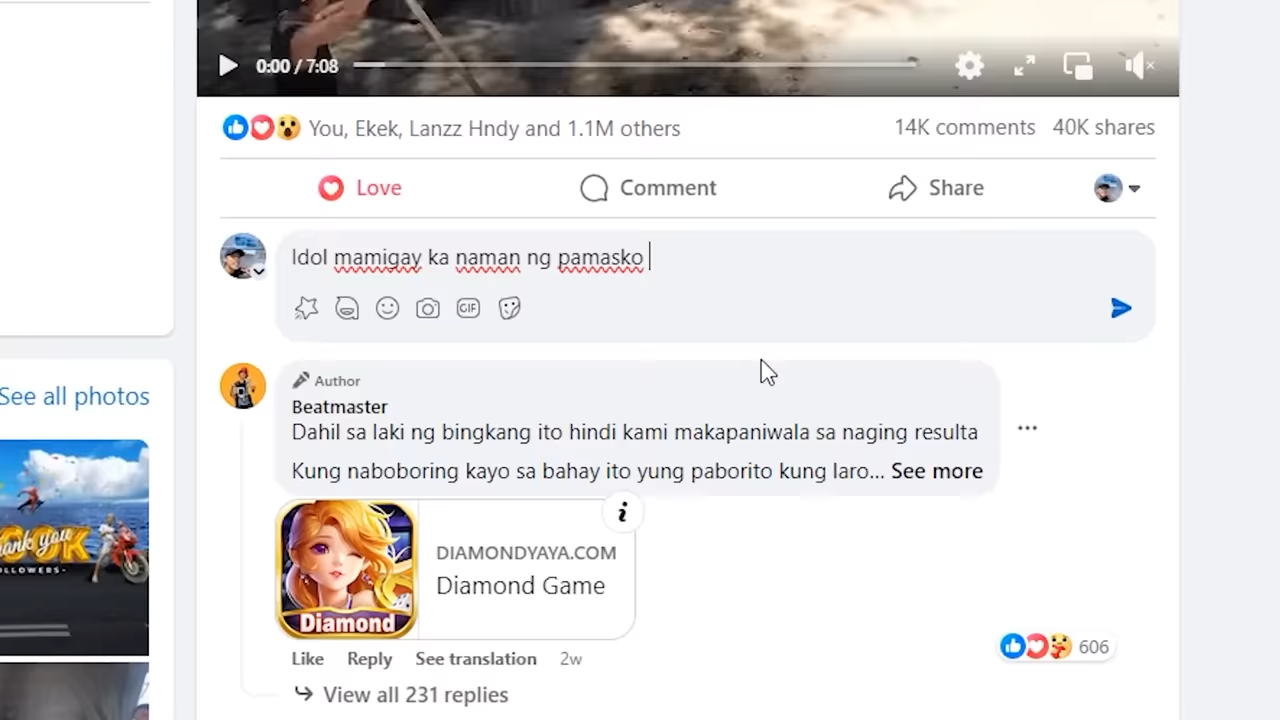 0:00 / 7:08
You, Ekek, Lanzz Hndy and 1.1M others
14K comments 40K shares
Love
Comment
Share
Idol mamigay ka naman ng pamasko
GIF
Author
Beatmaster
Dahil sa laki ng bingkang ito hindi kami makapaniwala sa naging resulta
Kung naboboring kayo sa bahay ito yung paborito kung laro... See more
See all photos
Diamond
DIAMONDYAYA.COM
Diamond Game
Like Reply See translation 2w
606
View all 231 replies